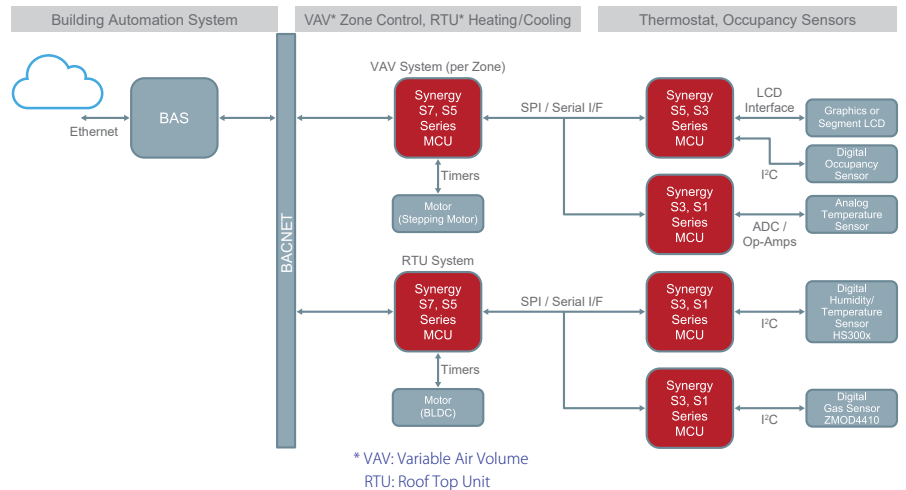 Building Automation System
VAV* Zone Control, RTU* Heating/Cooling
Thermostat, Occupancy Sensors
Ethernet
BAS
BACNET
VAV System (per Zone)
Synergy
S7, S5
Series
MCU
Timers
Motor
(Stepping Motor)
SPI / Serial I/F
Synergy
S5, S3
Series
MCU
LCD
Interface
Graphics or
Segment LCD
I²C
Digital
Occupancy
Sensor
Synergy
S3, S1
Series
MCU
ADC /
Op-Amps
Analog
Temperature
Sensor
RTU System
Synergy
S7, S5
Series
MCU
Timers
Motor
(BLDC)
SPI / Serial I/F
Synergy
S3, S1
Series
MCU
I²C
Digital
Humidity/
Temperature
Sensor
HS300x
Synergy
S3, S1
Series
MCU
I²C
Digital
Gas Sensor
ZMOD4410
* VAV: Variable Air Volume
RTU: Roof Top Unit